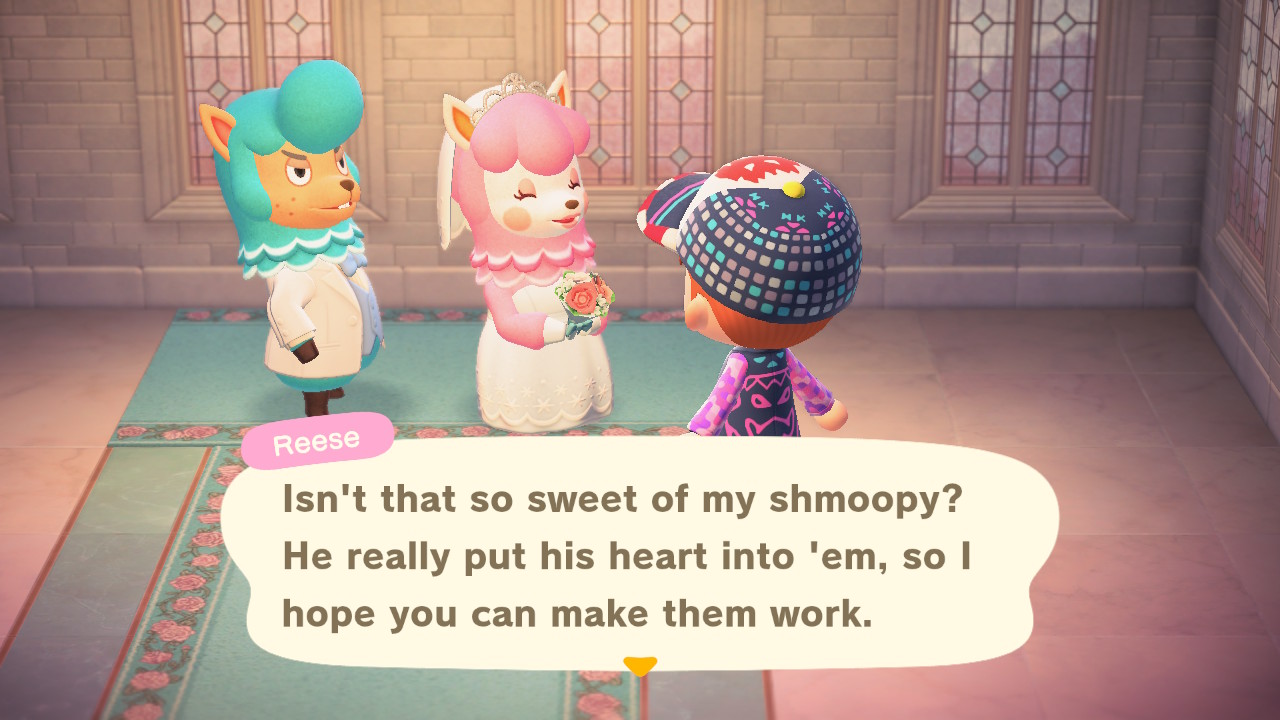 Reese
Isn't that so sweet of my shmoopy?
He really put his heart into 'em, so I
hope you can make them work.